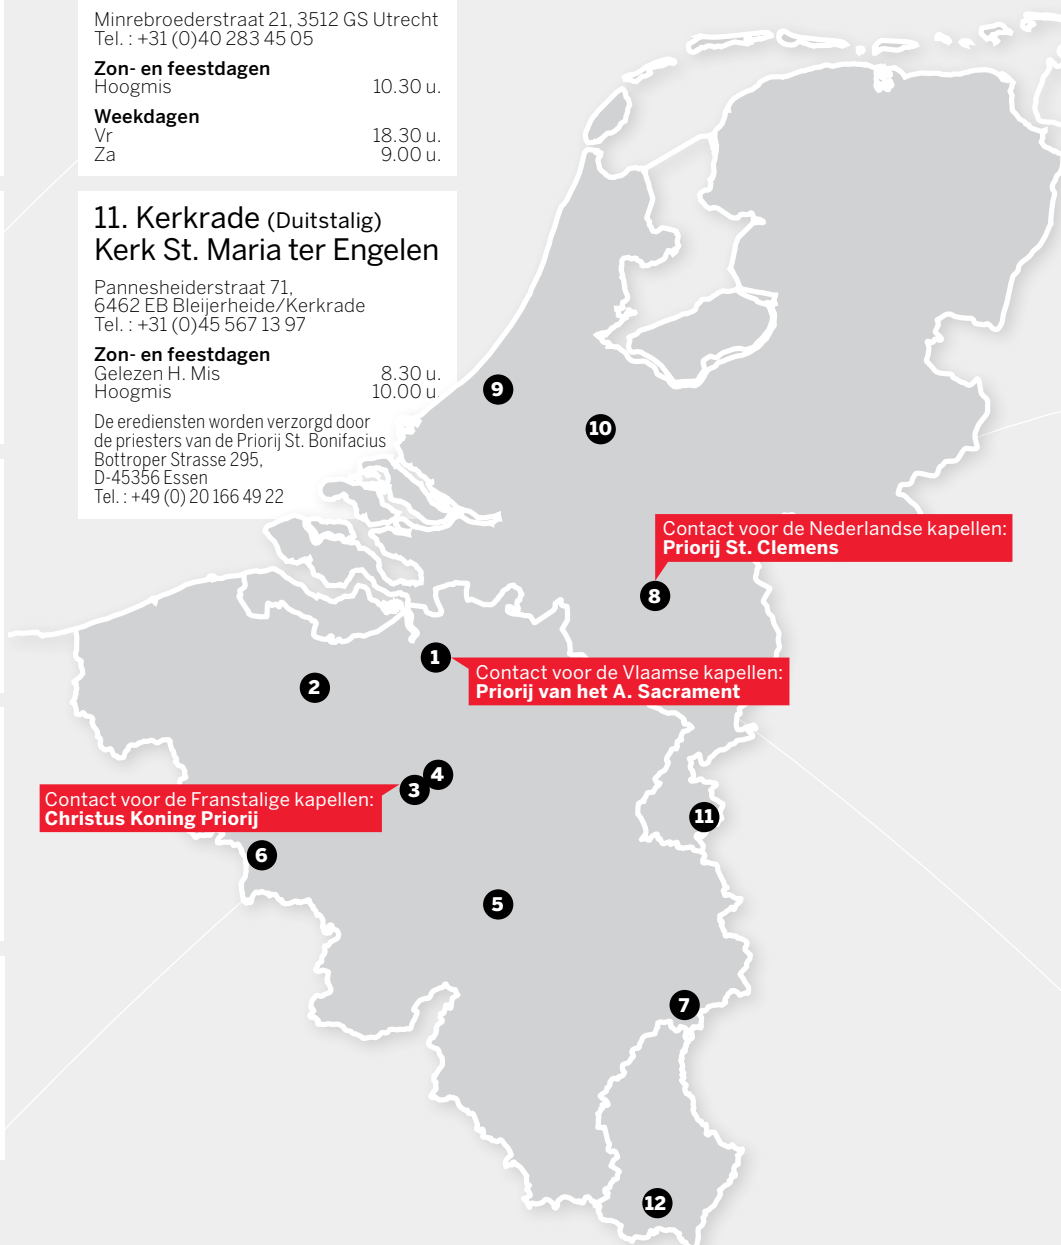 Minrebroederstraat 21, 3512 GS Utrecht
Tel. : +31 (0)40 283 45 05
Zon- en feestdagen
Hoogmis 10.30 u.
Weekdagen
Vr 18.30 u.
Za 9.00 u.
11. Kerkrade (Duitstalig)
Kerk St. Maria ter Engelen
Pannesheiderstraat 71,
6462 EB Bleijerheide/Kerkrade
Tel. : +31 (0)45 567 13 97
Zon- en feestdagen
Gelezen H. Mis 8.30 u.
Hoogmis 10.00 u.
De erediensten worden verzorgd door
de priesters van de Priorij St. Bonifacius
Bottroper Strasse 295,
D-45356 Essen
Tel. : +49 (0) 20 166 49 22
9
10
Contact voor de Nederlandse kapellen:
Priorij St. Clemens
8
1
Contact voor de Vlaamse kapellen:
Priorij van het A. Sacrament
2
4
3
Contact voor de Franstalige kapellen:
Christus Koning Priorij
11
6
5
7
12